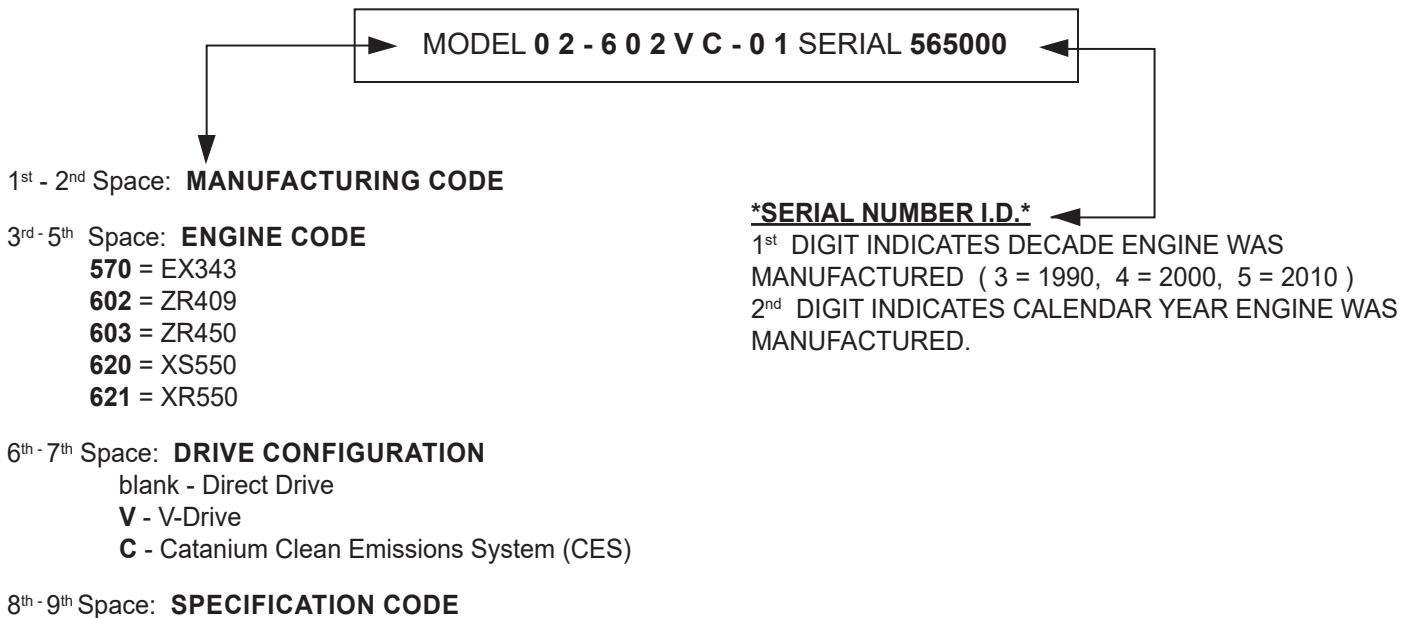 MODEL 0 2 - 6 0 2 V C - 0 1 SERIAL 565000
1st - 2nd Space: MANUFACTURING CODE
3rd - 5th Space: ENGINE CODE
570 = EX343
602 = ZR409
603 = ZR450
620 = XS550
621 = XR550
6th - 7th Space: DRIVE CONFIGURATION
blank - Direct Drive
V - V-Drive
C - Catanium Clean Emissions System (CES)
8th - 9th Space: SPECIFICATION CODE
*SERIAL NUMBER I.D.*
1st DIGIT INDICATES DECADE ENGINE WAS
MANUFACTURED ( 3 = 1990, 4 = 2000, 5 = 2010 )
2nd DIGIT INDICATES CALENDAR YEAR ENGINE WAS
MANUFACTURED.